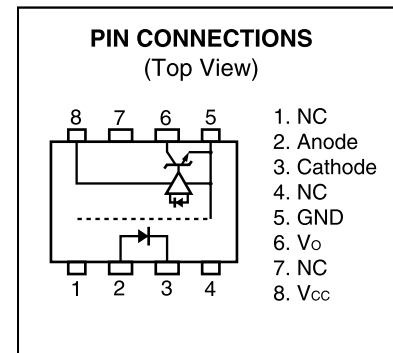 PIN CONNECTIONS
(Top View)
8 7 6 5
1 2 3 4
1. NC
2. Anode
3. Cathode
4. NC
5. GND
6. Vo
7. NC
8. Vcc